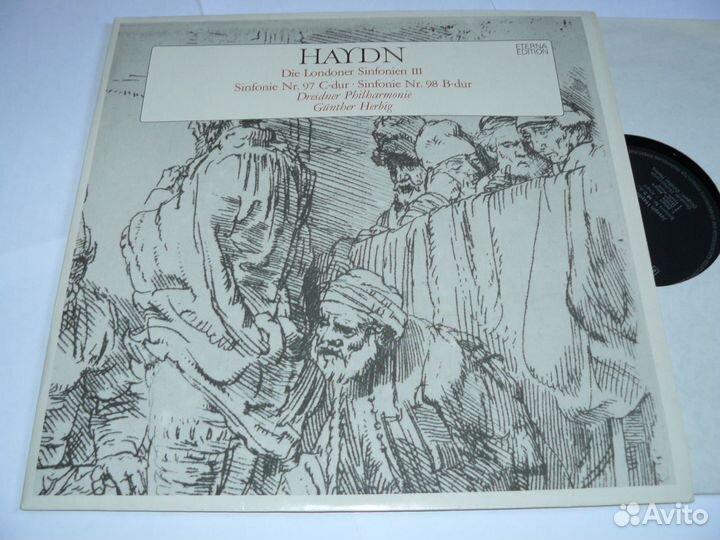 HAYDN
ETERNA
EDITION
Die Londoner Sinfonien III
Sinfonie Nr. 97 C-dur · Sinfonie Nr. 98 B-dur
Dresdner Philharmonie
Günther Herbig
Avito